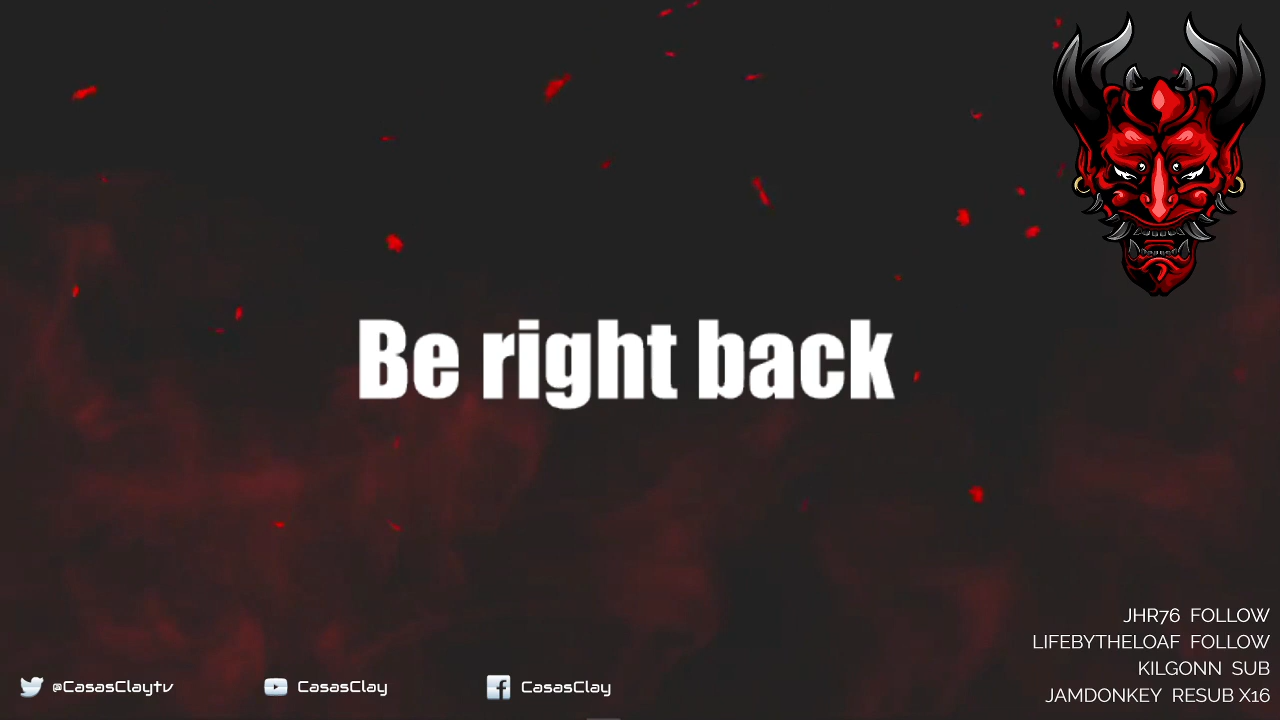 Be right back
JHR76 FOLLOW
LIFEBYTHELOAF FOLLOW
KILGONN SUB
JAMDONKEY RESUB X16
@CasasClaytv
CasasClay
CasasClay